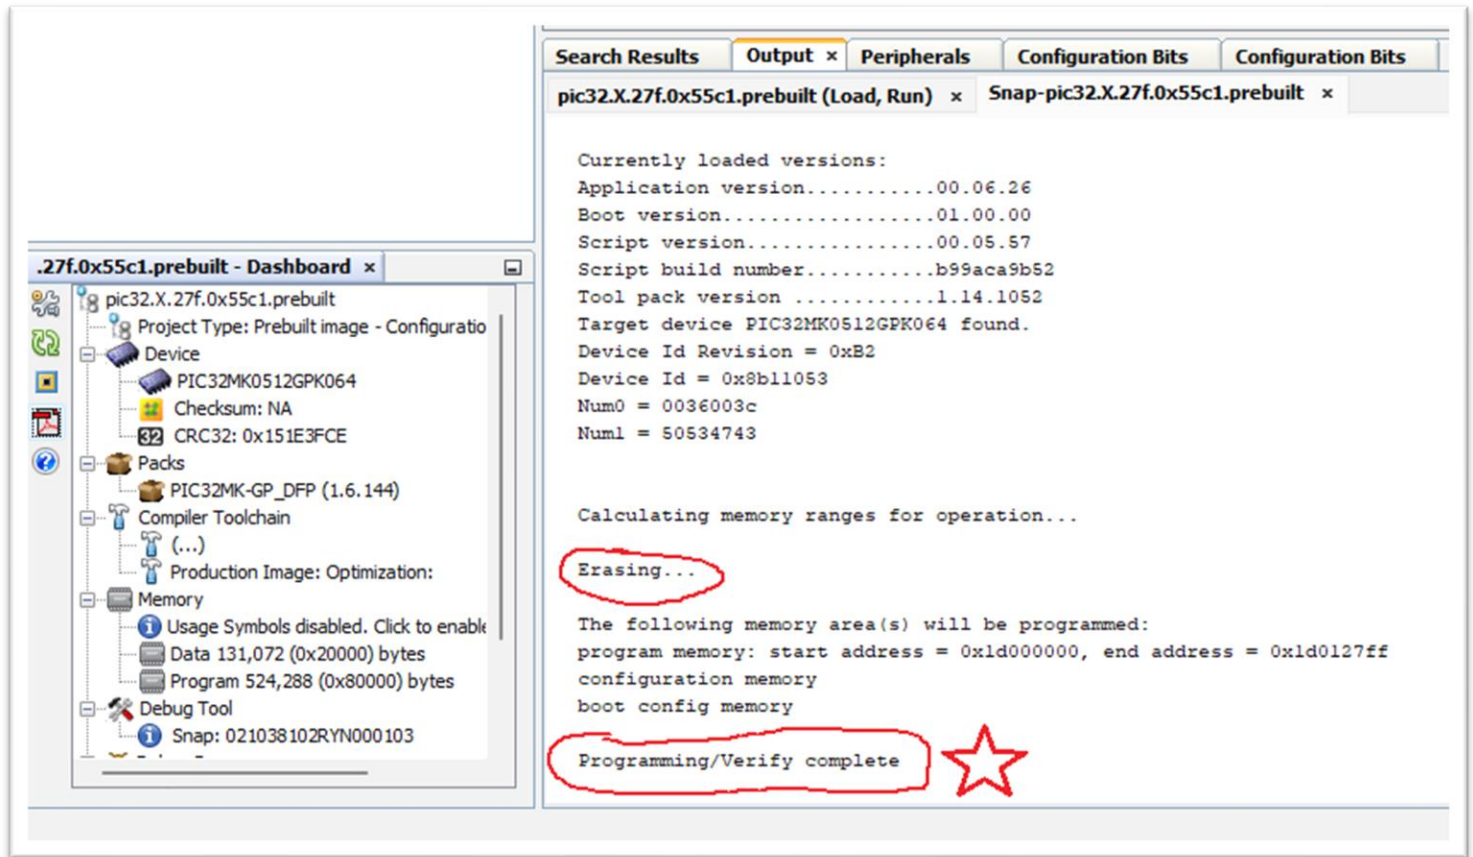 Search Results
Output ×
Peripherals
Configuration Bits
Configuration Bits
pic32.X.27f.0x55c1.prebuilt (Load, Run) ×
Snap-pic32.X.27f.0x55c1.prebuilt ×
Currently loaded versions:
Application version...........00.06.26
Boot version..................01.00.00
Script version................00.05.57
Script build number...........b99aca9b52
Tool pack version ............1.14.1052
Target device PIC32MK0512GPK064 found.
Device Id Revision = 0xB2
Device Id = 0x8b11053
Num0 = 0036003c
Num1 = 50534743
Calculating memory ranges for operation...
Erasing...
The following memory area(s) will be programmed:
program memory: start address = 0x1d000000, end address = 0x1d0127ff
configuration memory
boot config memory
Programming/Verify complete
.27f.0x55c1.prebuilt - Dashboard ×
pic32.X.27f.0x55c1.prebuilt
Project Type: Prebuilt image - Configuratio
Device
PIC32MK0512GPK064
Checksum: NA
32 CRC32: 0x151E3FCE
Packs
PIC32MK-GP_DFP (1.6.144)
Compiler Toolchain
(...)
Production Image: Optimization:
Memory
Usage Symbols disabled. Click to enable
Data 131,072 (0x20000) bytes
Program 524,288 (0x80000) bytes
Debug Tool
Snap: 021038102RYN000103